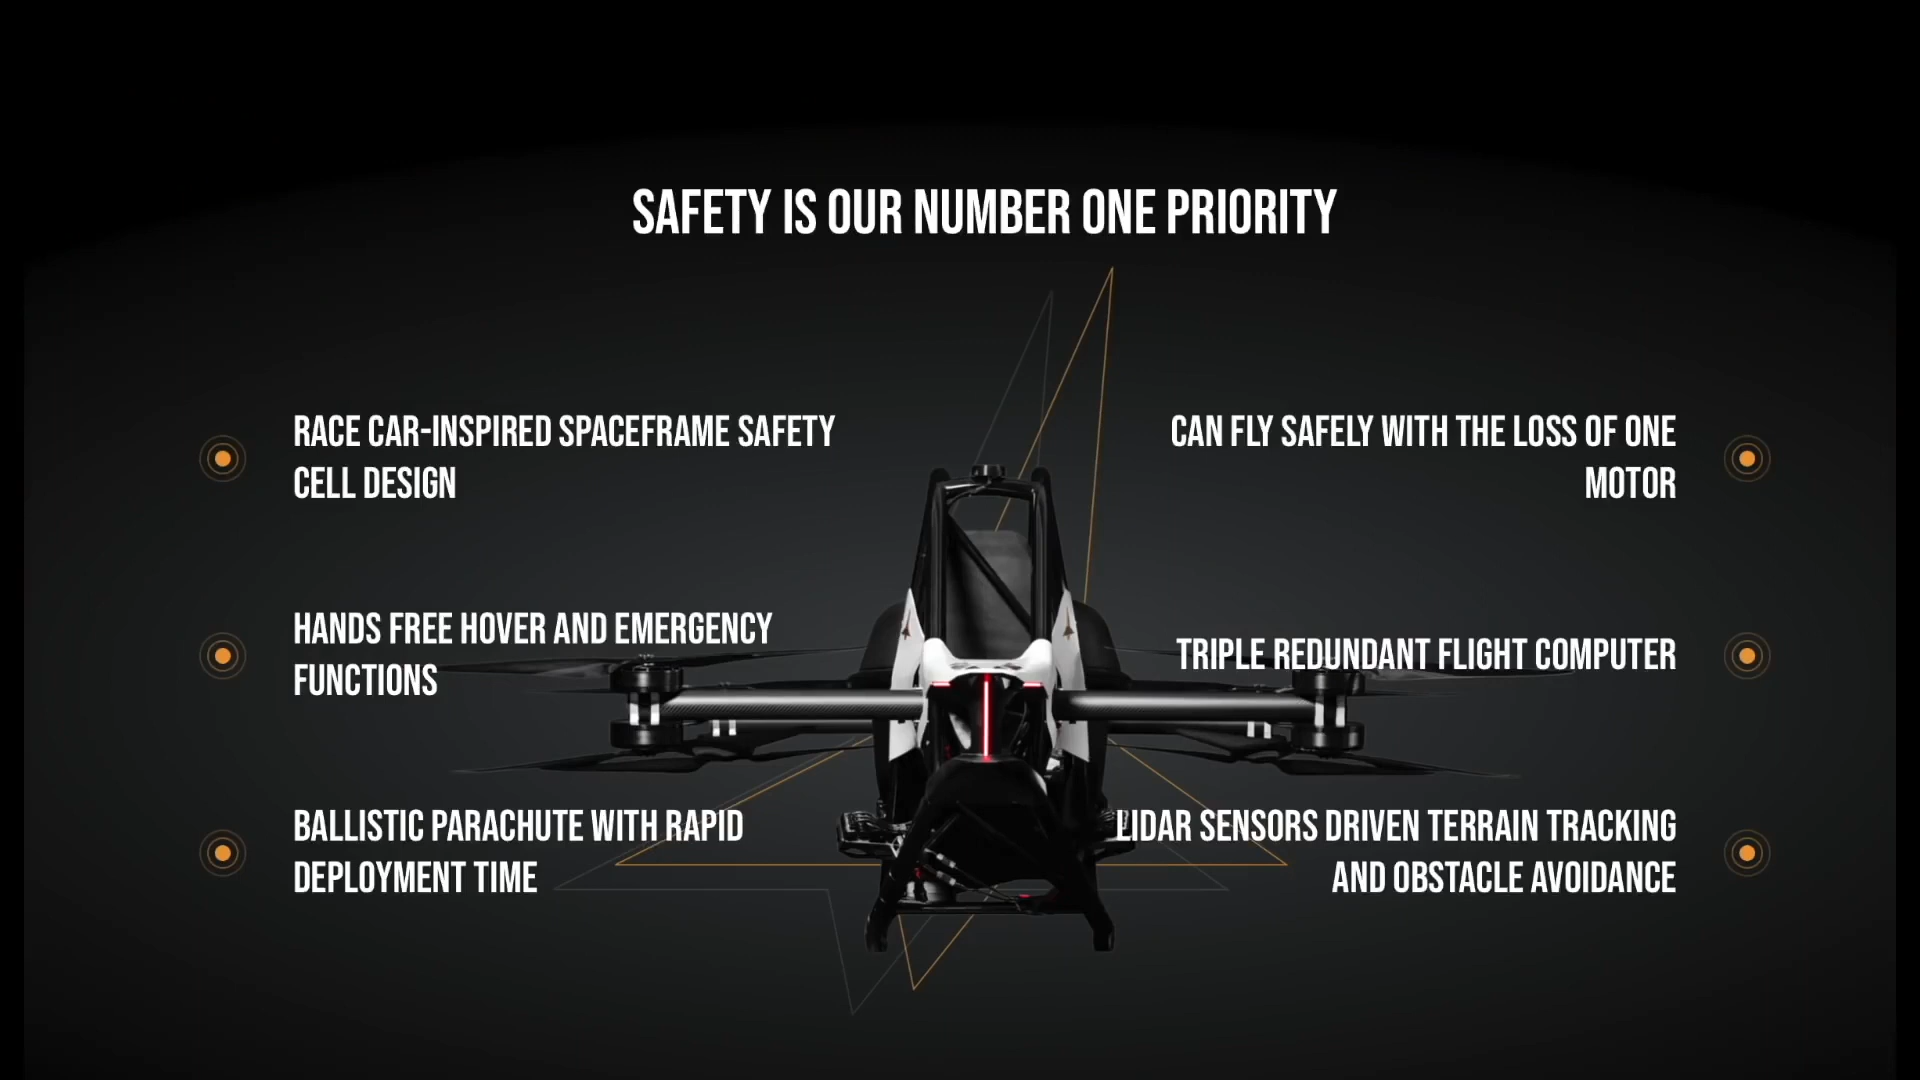 SAFETY IS OUR NUMBER ONE PRIORITY
RACE CAR-INSPIRED SPACEFRAME SAFETY
CELL DESIGN
HANDS FREE HOVER AND EMERGENCY
FUNCTIONS
BALLISTIC PARACHUTE WITH RAPID
DEPLOYMENT TIME
CAN FLY SAFELY WITH THE LOSS OF ONE
MOTOR
TRIPLE REDUNDANT FLIGHT COMPUTER
LIDAR SENSORS DRIVEN TERRAIN TRACKING
AND OBSTACLE AVOIDANCE